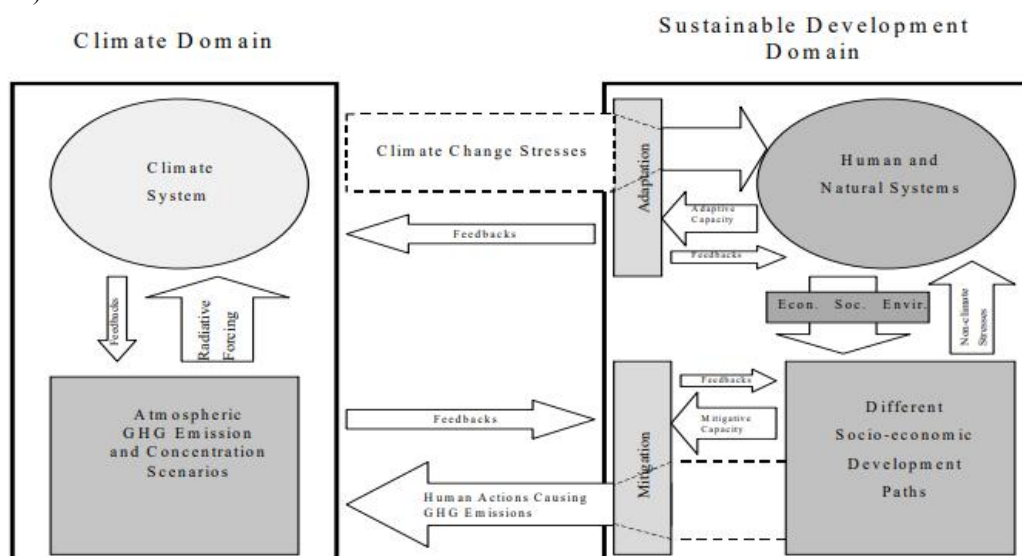 Climate Domain
Sustainable Development
Domain
Climate
System
Climate Change Stresses
Adaptation
Human and
Natural Systems
Adaptive
Capacity
Feedbacks
Feedbacks
Feedbacks
Radiative
Forcing
Econ. Soc. Envir.
Non-climate
Stresses
Atmospheric
GHG Emission
and Concentration
Scenarios
Feedbacks
Mitigation
Feedbacks
Mitigative
Capacity
Different
Socio-economic
Development
Paths
Human Actions Causing
GHG Emissions